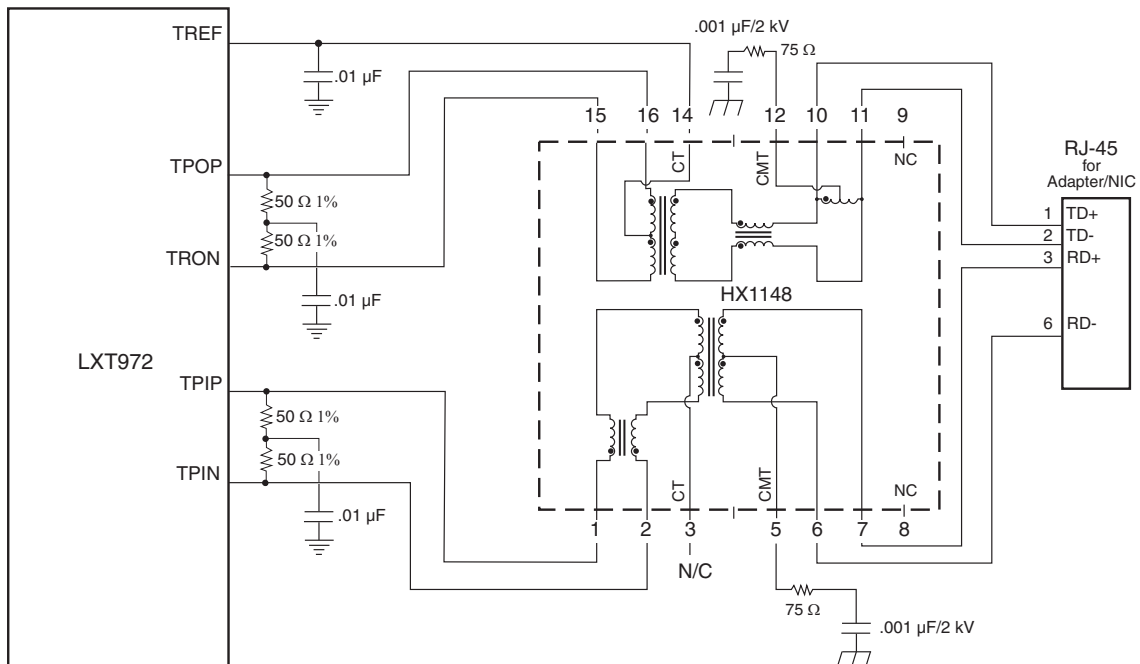 TREF
.01 µF
.001 µF/2 kV
75 Ω
15 16 14 12 10 11 9
CT
CMT
NC
TPOP
50 Ω 1%
50 Ω 1%
TRON
.01 µF
RJ-45
for
Adapter/NIC
1 TD+
2 TD-
3 RD+
6 RD-
HX1148
LXT972
TPIP
50 Ω 1%
50 Ω 1%
TPIN
.01 µF
CT
CMT
NC
1 2 3 5 6 7 8
N/C
75 Ω
.001 µF/2 kV